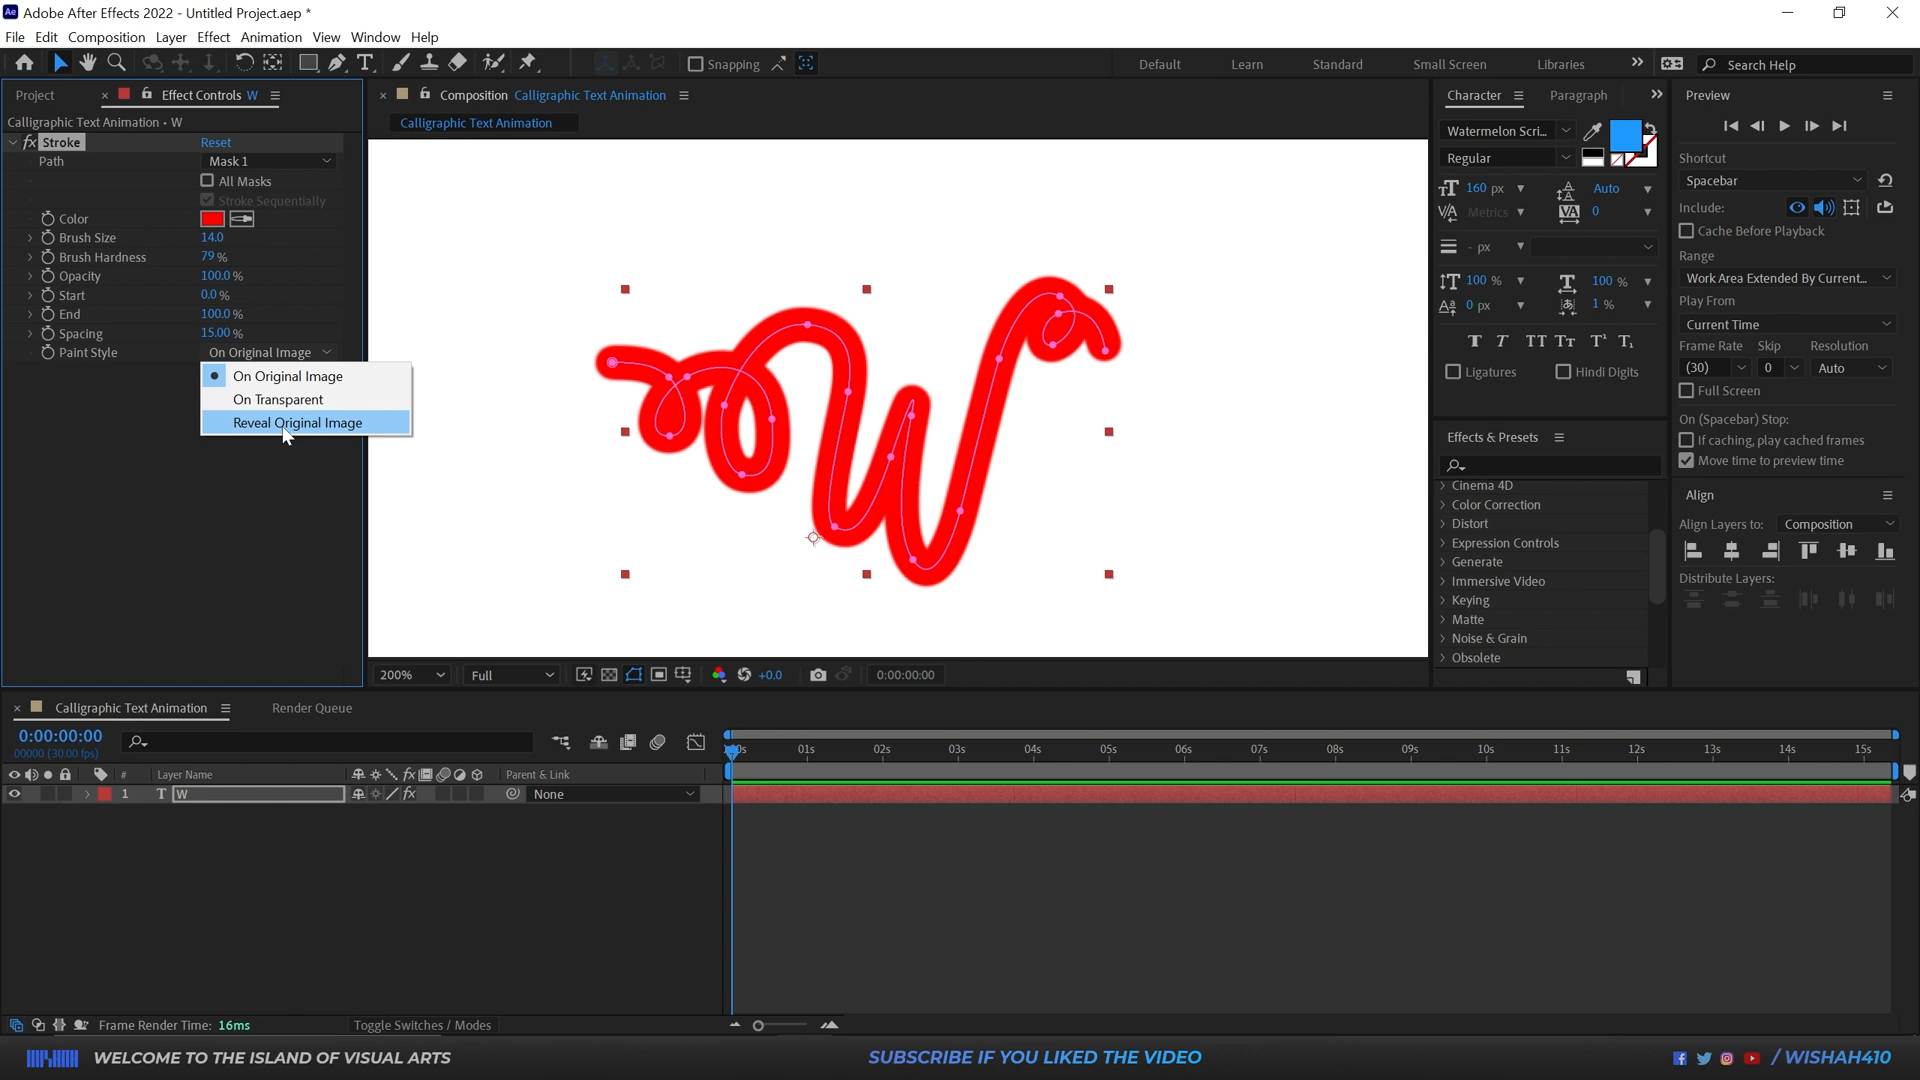 Ae Adobe After Effects 2022 - Untitled Project.aep *
File Edit Composition Layer Effect Animation View Window Help
Snapping
Default Learn Standard Small Screen Libraries
Search Help
Project
Effect Controls W
Calligraphic Text Animation • W
fx Stroke Reset
Path Mask 1
All Masks
Stroke Sequentially
Color
Brush Size 14.0
Brush Hardness 79 %
Opacity 100.0 %
Start 0.0 %
End 100.0 %
Spacing 15.00 %
Paint Style On Original Image
On Original Image
On Transparent
Reveal Original Image
Composition Calligraphic Text Animation
Calligraphic Text Animation
W
200% Full +0.0 0:00:00:00
Character Paragraph
Watermelon Scri...
Regular
160 px Auto
Metrics 0
- px
100 % 100 %
0 px 1 %
Ligatures Hindi Digits
Effects & Presets
Cinema 4D
Color Correction
Distort
Expression Controls
Generate
Immersive Video
Keying
Matte
Noise & Grain
Obsolete
Preview
Shortcut
Spacebar
Include:
Cache Before Playback
Range
Work Area Extended By Current...
Play From
Current Time
Frame Rate Skip Resolution
(30) 0 Auto
Full Screen
On (Spacebar) Stop:
If caching, play cached frames
Move time to preview time
Align
Align Layers to: Composition
Distribute Layers:
Calligraphic Text Animation Render Queue
0:00:00:00
00000 (30.00 fps)
# Layer Name fx Parent & Link
1 T W fx None
01s 02s 03s 04s 05s 06s 07s 08s 09s 10s 11s 12s 13s 14s 15s
Frame Render Time: 16ms Toggle Switches / Modes
WELCOME TO THE ISLAND OF VISUAL ARTS SUBSCRIBE IF YOU LIKED THE VIDEO / WISHAH410